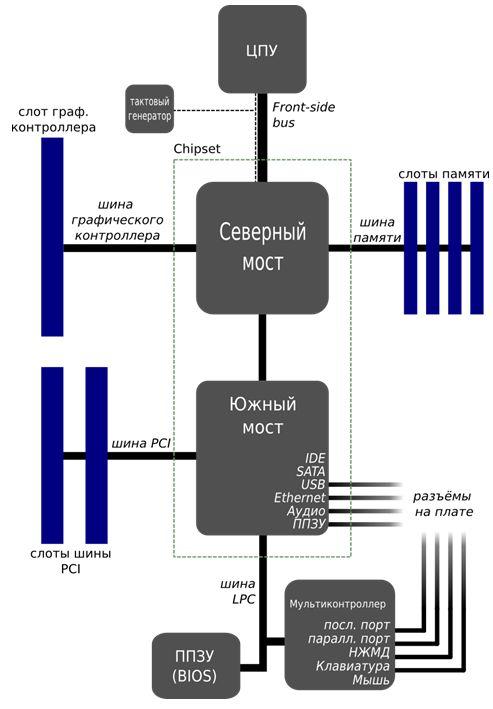 ЦПУ
тактовый
генератор
Front-side
bus
слот граф.
контроллера
Chipset
слоты памяти
шина
графического
контроллера
Северный
мост
шина
памяти
Южный
мост
шина PCI
IDE
SATA
USB
Ethernet
Аудио
ППЗУ
разъёмы
на плате
слоты шины
PCI
шина
LPC
Мультиконтроллер
посл. порт
паралл. порт
НЖМД
Клавиатура
Мышь
ППЗУ
(BIOS)